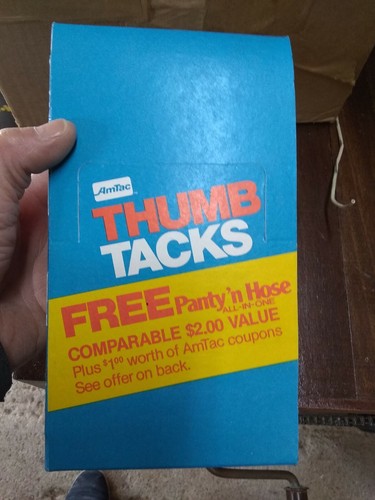 AmTac
THUMB
TACKS
FREE Panty'n Hose
ALL-IN-ONE
COMPARABLE $2.00 VALUE
Plus $1.00 worth of AmTac coupons
See offer on back.